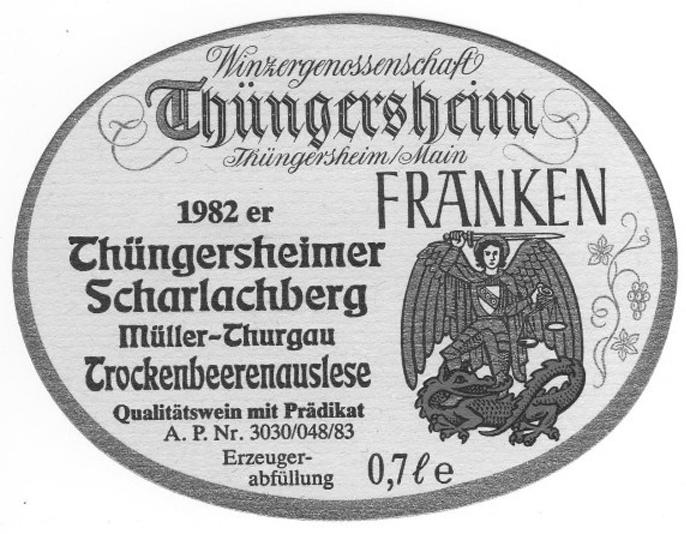 Winzergenossenschaft
Thüngersheim
Thüngersheim/Main
FRANKEN
1982 er
Thüngersheimer
Scharlachberg
Müller-Thurgau
Trockenbeerenauslese
Qualitätswein mit Prädikat
A. P. Nr. 3030/048/83
Erzeuger-
abfüllung
0,7 ℓ e